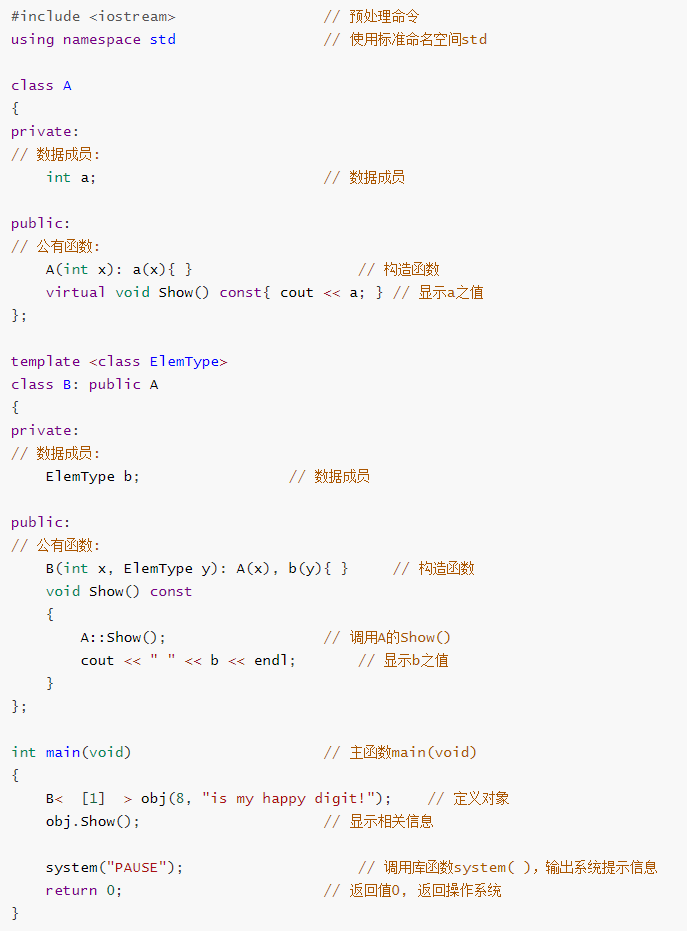 #include <iostream> // 预处理命令
using namespace std // 使用标准命名空间std
class A
{
private:
// 数据成员:
int a; // 数据成员
public:
// 公有函数:
A(int x): a(x){ } // 构造函数
virtual void Show() const{ cout << a; } // 显示a之值
};
template <class ElemType>
class B: public A
{
private:
// 数据成员:
ElemType b; // 数据成员
public:
// 公有函数:
B(int x, ElemType y): A(x), b(y){ } // 构造函数
void Show() const
{
A::Show(); // 调用A的Show()
cout << " " << b << endl; // 显示b之值
}
};
int main(void) // 主函数main(void)
{
B< [1] > obj(8, "is my happy digit!"); // 定义对象
obj.Show(); // 显示相关信息
system("PAUSE"); // 调用库函数system( )，输出系统提示信息
return 0; // 返回值0, 返回操作系统
}